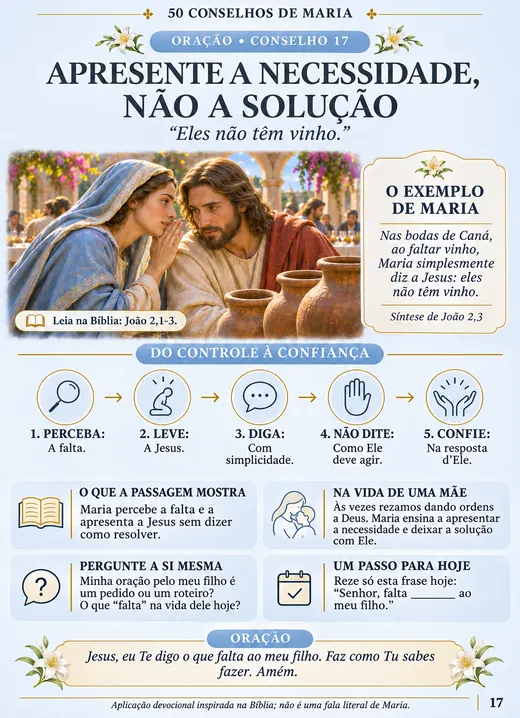 50 CONSELHOS DE MARIA
ORAÇÃO • CONSELHO 17
APRESENTE A NECESSIDADE,
NÃO A SOLUÇÃO
“Eles não têm vinho.”
O EXEMPLO
DE MARIA
Nas bodas de Caná,
ao faltar vinho,
Maria simplesmente
diz a Jesus: eles
não têm vinho.
Síntese de João 2,3
Leia na Bíblia: João 2,1-3.
DO CONTROLE À CONFIANÇA
1. PERCEBA:
A falta.
2. LEVE:
A Jesus.
3. DIGA:
Com
simplicidade.
4. NÃO DITE:
Como Ele
deve agir.
5. CONFIE:
Na resposta
d’Ele.
O QUE A PASSAGEM MOSTRA
Maria percebe a falta e a
apresenta a Jesus sem dizer
como resolver.
NA VIDA DE UMA MÃE
Às vezes rezamos dando ordens
a Deus. Maria ensina a apresentar
a necessidade e deixar a solução
com Ele.
PERGUNTE A SI MESMA
Minha oração pelo meu filho é
um pedido ou um roteiro?
O que “falta” na vida dele hoje?
UM PASSO PARA HOJE
Reze só esta frase hoje:
“Senhor, falta _______ ao
meu filho.”
ORAÇÃO
Jesus, eu Te digo o que falta ao meu filho. Faz como Tu sabes
fazer. Amém.
Aplicação devocional inspirada na Bíblia; não é uma fala literal de Maria.
17